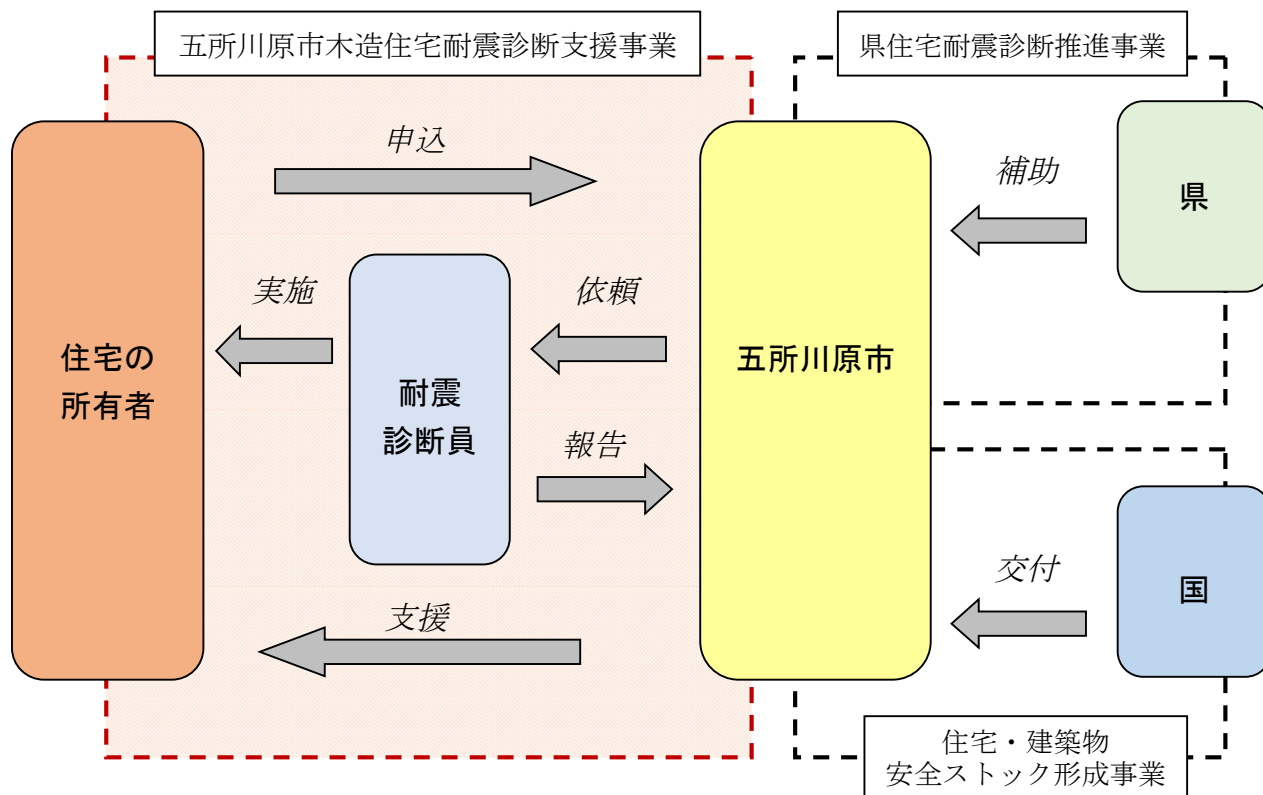 五所川原市木造住宅耐震診断支援事業
県住宅耐震診断推進事業
申込
補助
県
実施
依頼
住宅の
所有者
耐震
診断員
五所川原市
報告
交付
国
支援
住宅・建築物
安全ストック形成事業